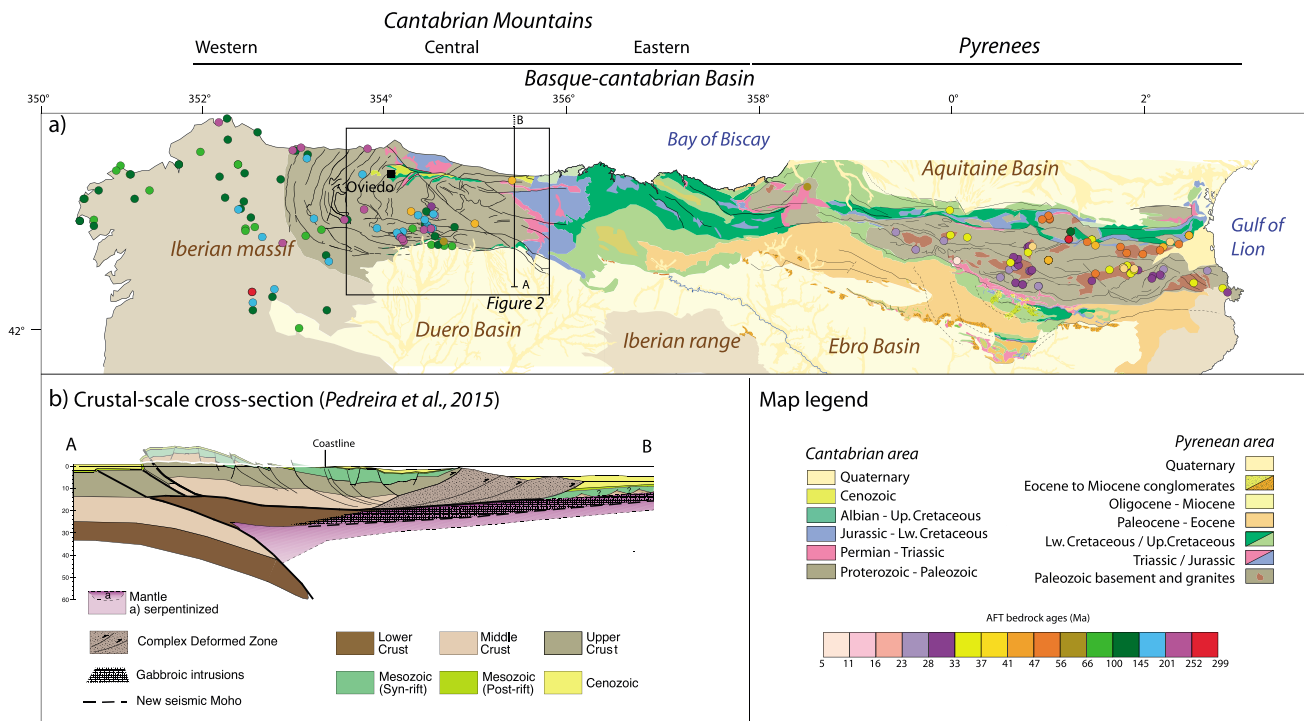 Cantabrian Mountains
Western Central Eastern Pyrenees
Basque-cantabrian Basin
350° 352° 354° 356° 358° 0° 2°
a)
B
Bay of Biscay
Aquitaine Basin
Oviedo
Gulf of
Lion
Iberian massif
A
Figure 2
42°
Duero Basin
Iberian range
Ebro Basin
b) Crustal-scale cross-section (Pedreira et al., 2015)
A
Coastline
B
0
10
20
30
40
50
60
?
a
Mantle
a) serpentinized
Complex Deformed Zone
Gabbroic intrusions
New seismic Moho
Lower
Crust
Middle
Crust
Upper
Crust
Mesozoic
(Syn-rift)
Mesozoic
(Post-rift)
Cenozoic
Map legend
Cantabrian area
Quaternary
Cenozoic
Albian - Up. Cretaceous
Jurassic - Lw. Cretaceous
Permian - Triassic
Proterozoic - Paleozoic
Pyrenean area
Quaternary
Eocene to Miocene conglomerates
Oligocene - Miocene
Paleocene - Eocene
Lw. Cretaceous / Up.Cretaceous
Triassic / Jurassic
Paleozoic basement and granites
AFT bedrock ages (Ma)
5 11 16 23 28 33 37 41 47 56 66 100 145 201 252 299